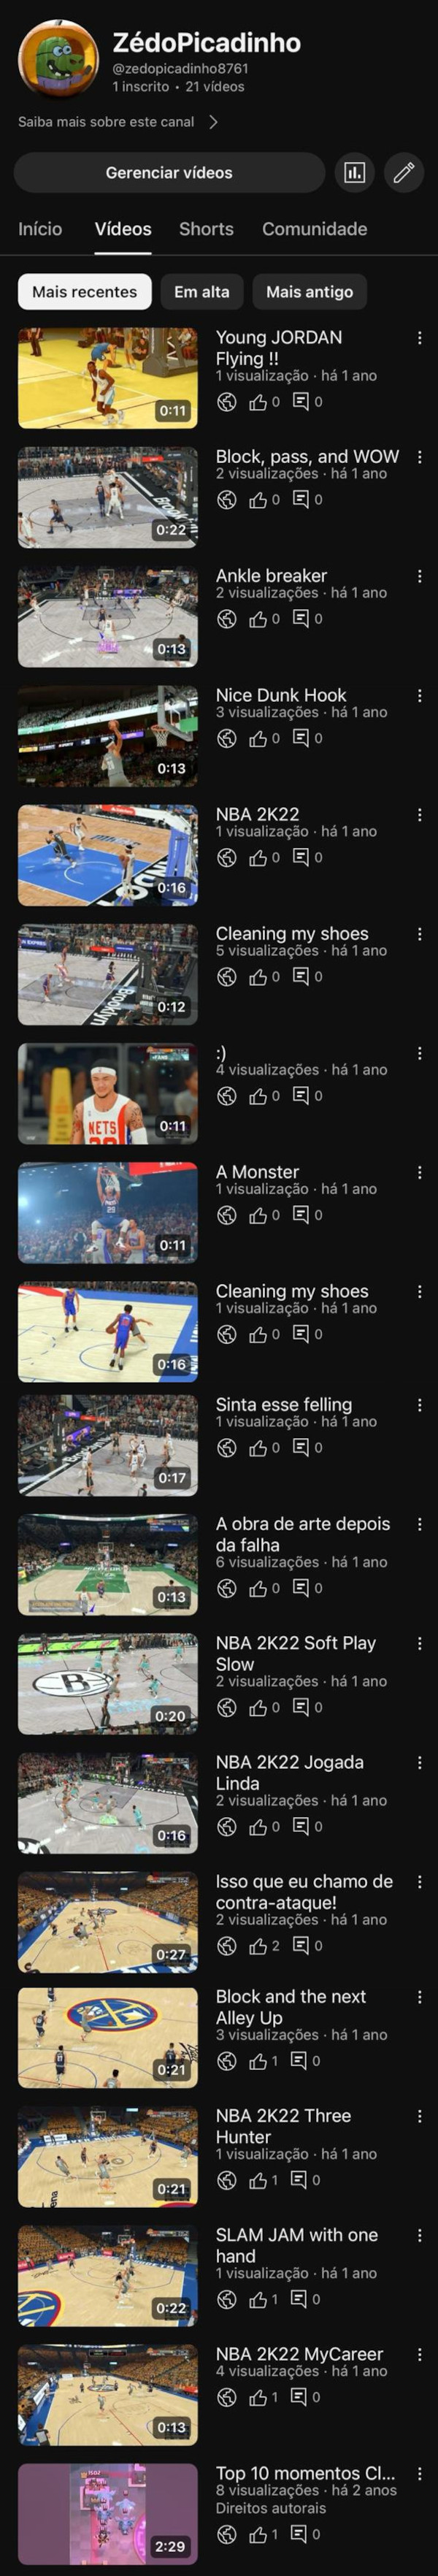 ZédoPicadinho
@zedopicadinho8761
1 inscrito • 21 vídeos
Saiba mais sobre este canal
Gerenciar vídeos
Início Vídeos Shorts Comunidade
Mais recentes Em alta Mais antigo
Young JORDAN
Flying !!
1 visualização · há 1 ano
0 0
0:11
Block, pass, and WOW
2 visualizações · há 1 ano
0 0
0:22
Ankle breaker
2 visualizações · há 1 ano
0 0
0:13
Nice Dunk Hook
3 visualizações · há 1 ano
0 0
0:13
NBA 2K22
1 visualização · há 1 ano
0 0
0:16
Cleaning my shoes
5 visualizações · há 1 ano
0 0
Brooklyn
0:12
:)
4 visualizações · há 1 ano
0 0
NETS
0:11
A Monster
1 visualização · há 1 ano
0 0
25
0:11
Cleaning my shoes
1 visualização · há 1 ano
0 0
0:16
Sinta esse felling
1 visualização · há 1 ano
0 0
0:17
A obra de arte depois
da falha
6 visualizações · há 1 ano
0 0
0:13
NBA 2K22 Soft Play
Slow
2 visualizações · há 1 ano
0 0
B
0:20
NBA 2K22 Jogada
Linda
2 visualizações · há 1 ano
0 0
0:16
Isso que eu chamo de
contra-ataque!
2 visualizações · há 1 ano
2 0
0:27
Block and the next
Alley Up
3 visualizações · há 1 ano
1 0
0:21
NBA 2K22 Three
Hunter
1 visualização · há 1 ano
1 0
0:21
SLAM JAM with one
hand
1 visualização · há 1 ano
1 0
0:22
NBA 2K22 MyCareer
4 visualizações · há 1 ano
1 0
0:13
Top 10 momentos Cl...
8 visualizações · há 2 anos
Direitos autorais
1 0
2:29